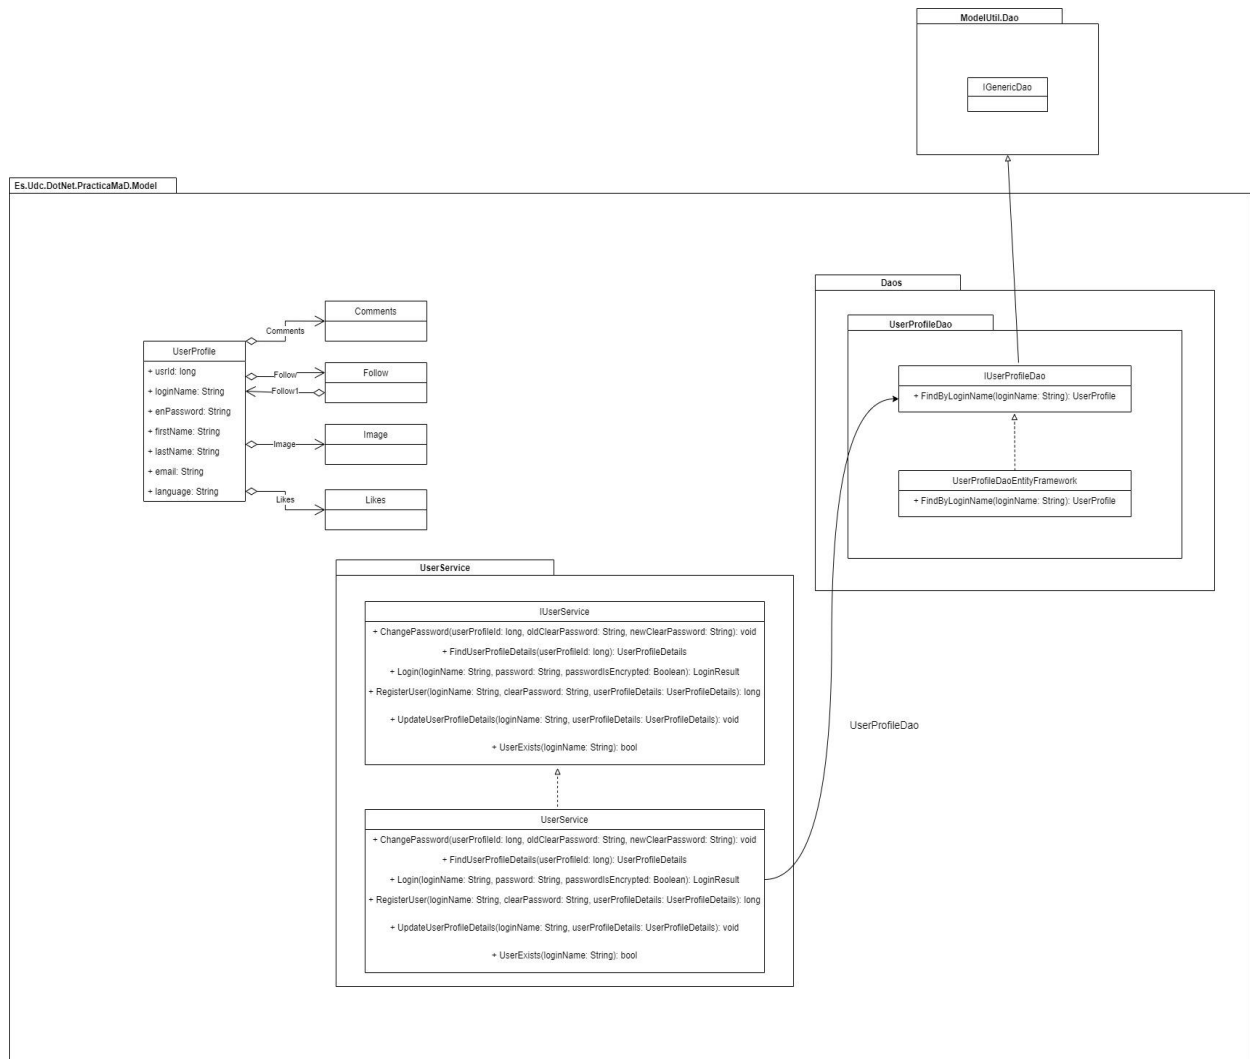 ModelUtil.Dao
IGenericDao
Es.Udc.DotNet.PracticaMaD.Model
Comments
Comments
UserProfile
+ usrId: long
+ loginName: String
+ enPassword: String
+ firstName: String
+ lastName: String
+ email: String
+ language: String
Follow
Follow
Follow1
Image
Image
Likes
Likes
Daos
UserProfileDao
IUserProfileDao
+ FindByLoginName(loginName: String): UserProfile
UserProfileDaoEntityFramework
+ FindByLoginName(loginName: String): UserProfile
UserService
IUserService
+ ChangePassword(userProfileId: long, oldClearPassword: String, newClearPassword: String): void
+ FindUserProfileDetails(userProfileId: long): UserProfileDetails
+ Login(loginName: String, password: String, passwordIsEncrypted: Boolean): LoginResult
+ RegisterUser(loginName: String, clearPassword: String, userProfileDetails: UserProfileDetails): long
+ UpdateUserProfileDetails(loginName: String, userProfileDetails: UserProfileDetails): void
+ UserExists(loginName: String): bool
UserProfileDao
UserService
+ ChangePassword(userProfileId: long, oldClearPassword: String, newClearPassword: String): void
+ FindUserProfileDetails(userProfileId: long): UserProfileDetails
+ Login(loginName: String, password: String, passwordIsEncrypted: Boolean): LoginResult
+ RegisterUser(loginName: String, clearPassword: String, userProfileDetails: UserProfileDetails): long
+ UpdateUserProfileDetails(loginName: String, userProfileDetails: UserProfileDetails): void
+ UserExists(loginName: String): bool